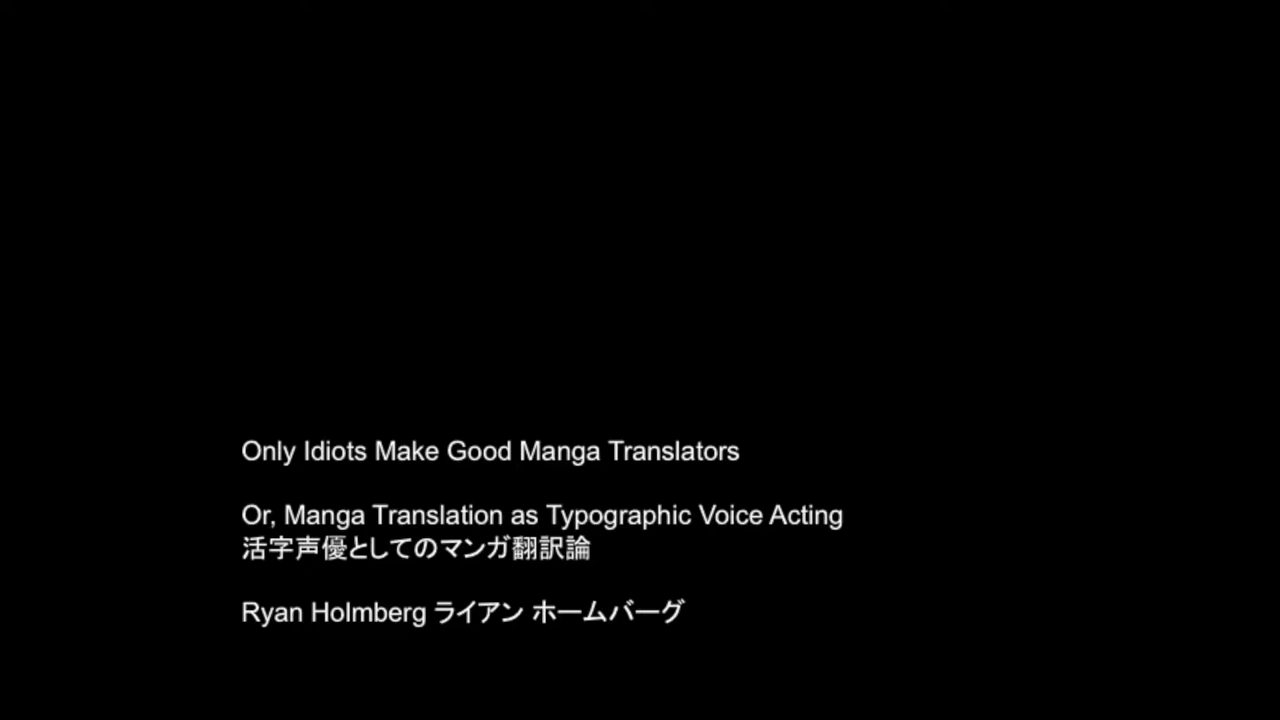 Only Idiots Make Good Manga Translators
Or, Manga Translation as Typographic Voice Acting
活字声優としてのマンガ翻訳論
Ryan Holmberg ライアン ホームバーグ